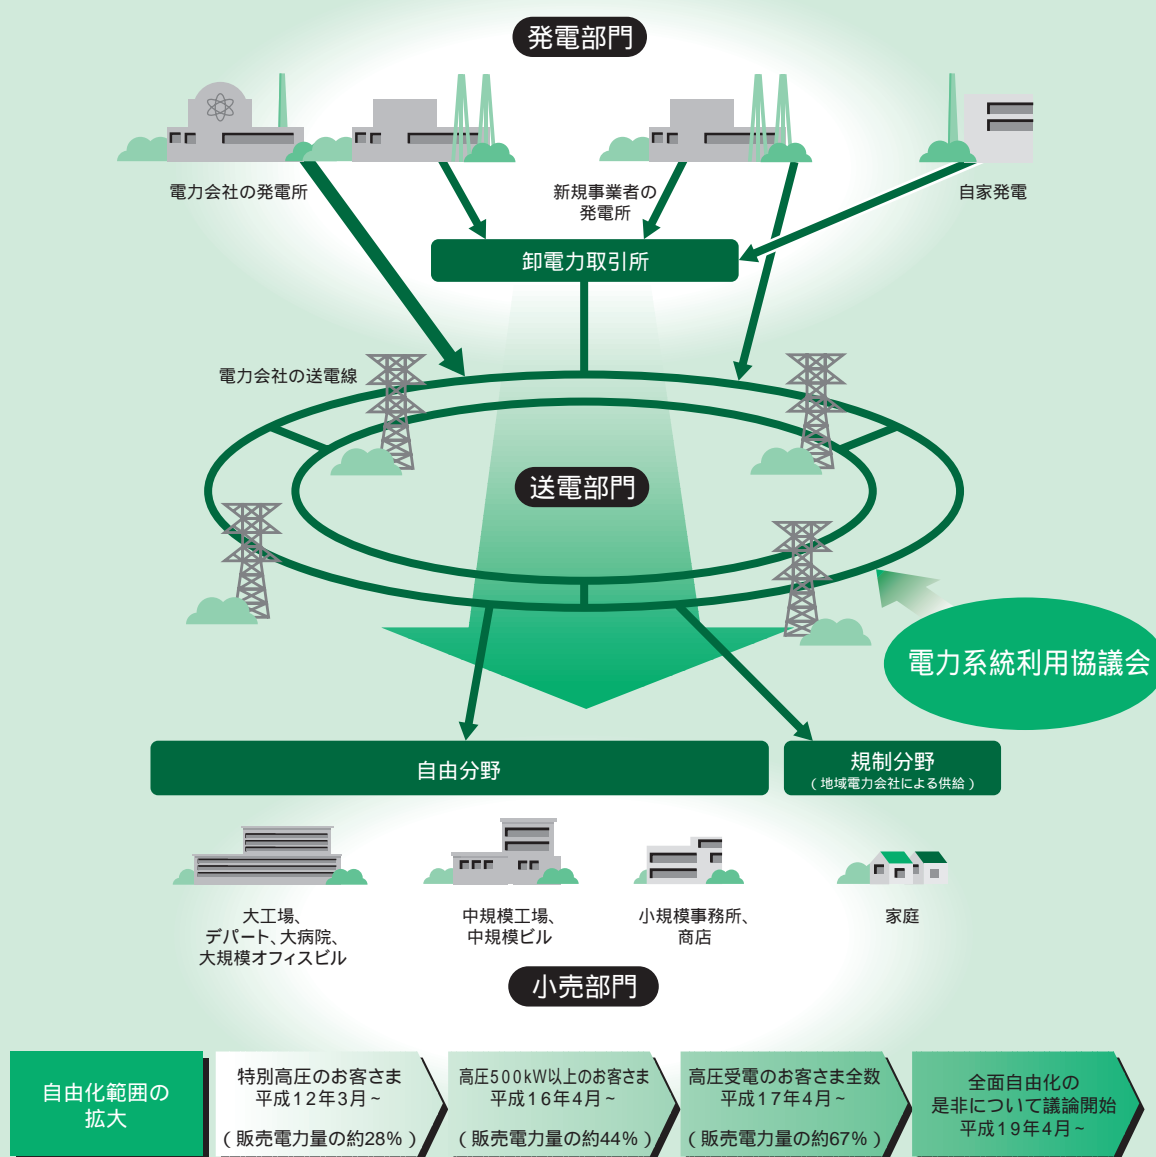 発電部門
電力会社の発電所
新規事業者の
発電所
自家発電
卸電力取引所
電力会社の送電線
送電部門
電力系統利用協議会
自由分野
規制分野
(地域電力会社による供給)
大工場、
デパート、大病院、
大規模オフィスビル
中規模工場、
中規模ビル
小規模事務所、
商店
家庭
小売部門
自由化範囲の
拡大
特別高圧のお客さま
平成12年3月~
(販売電力量の約28%)
高圧500kW以上のお客さま
平成16年4月~
(販売電力量の約44%)
高圧受電のお客さま全数
平成17年4月~
(販売電力量の約67%)
全面自由化の
是非について議論開始
平成19年4月~